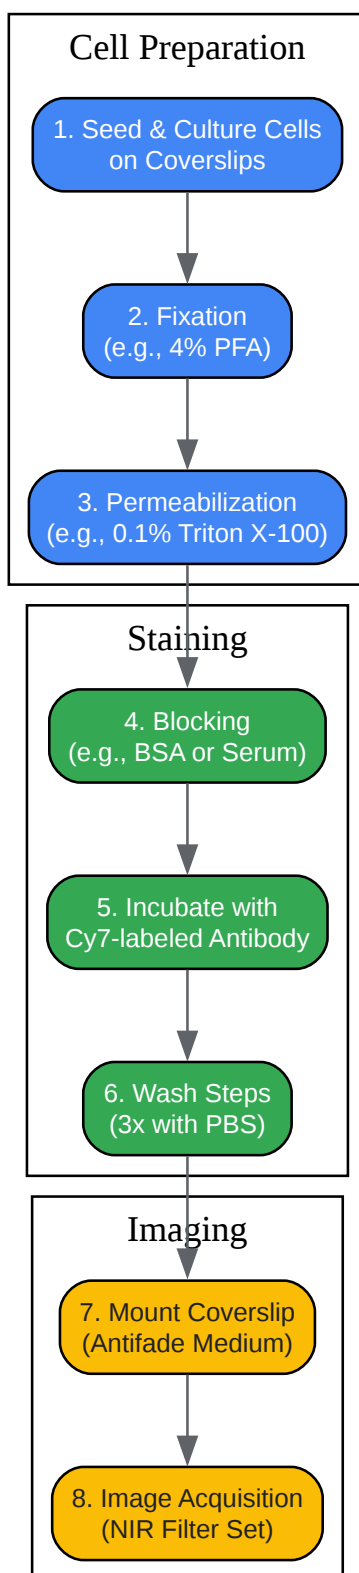 Cell Preparation
1. Seed & Culture Cells
on Coverslips
2. Fixation
(e.g., 4% PFA)
3. Permeabilization
(e.g., 0.1% Triton X-100)
Staining
4. Blocking
(e.g., BSA or Serum)
5. Incubate with
Cy7-labeled Antibody
6. Wash Steps
(3x with PBS)
Imaging
7. Mount Coverslip
(Antifade Medium)
8. Image Acquisition
(NIR Filter Set)